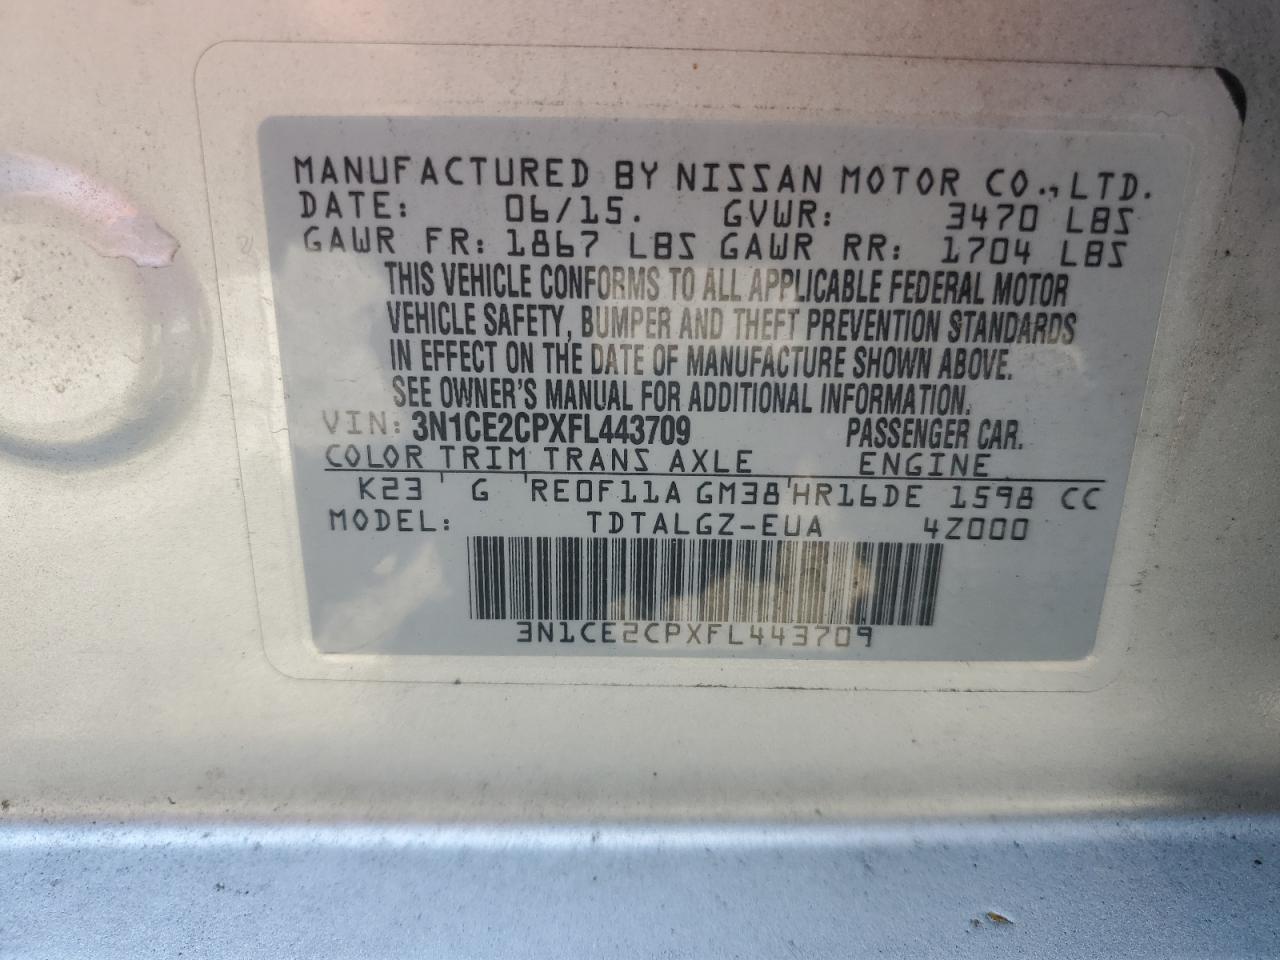 MANUFACTURED BY NISSAN MOTOR CO., LTD.
DATE: 06/15. GVWR: 3470 LBS
GAWR FR: 1867 LBS GAWR RR: 1704 LBS
THIS VEHICLE CONFORMS TO ALL APPLICABLE FEDERAL MOTOR
VEHICLE SAFETY, BUMPER AND THEFT PREVENTION STANDARDS
IN EFFECT ON THE DATE OF MANUFACTURE SHOWN ABOVE.
SEE OWNER'S MANUAL FOR ADDITIONAL INFORMATION.
VIN: 3N1CE2CPXFL443709 PASSENGER CAR.
COLOR TRIM TRANS AXLE ENGINE
K23 G RE0F11A GM38 HR16DE 1598 CC
MODEL: TDTALGZ-EUA 4Z000
3N1CE2CPXFL443709